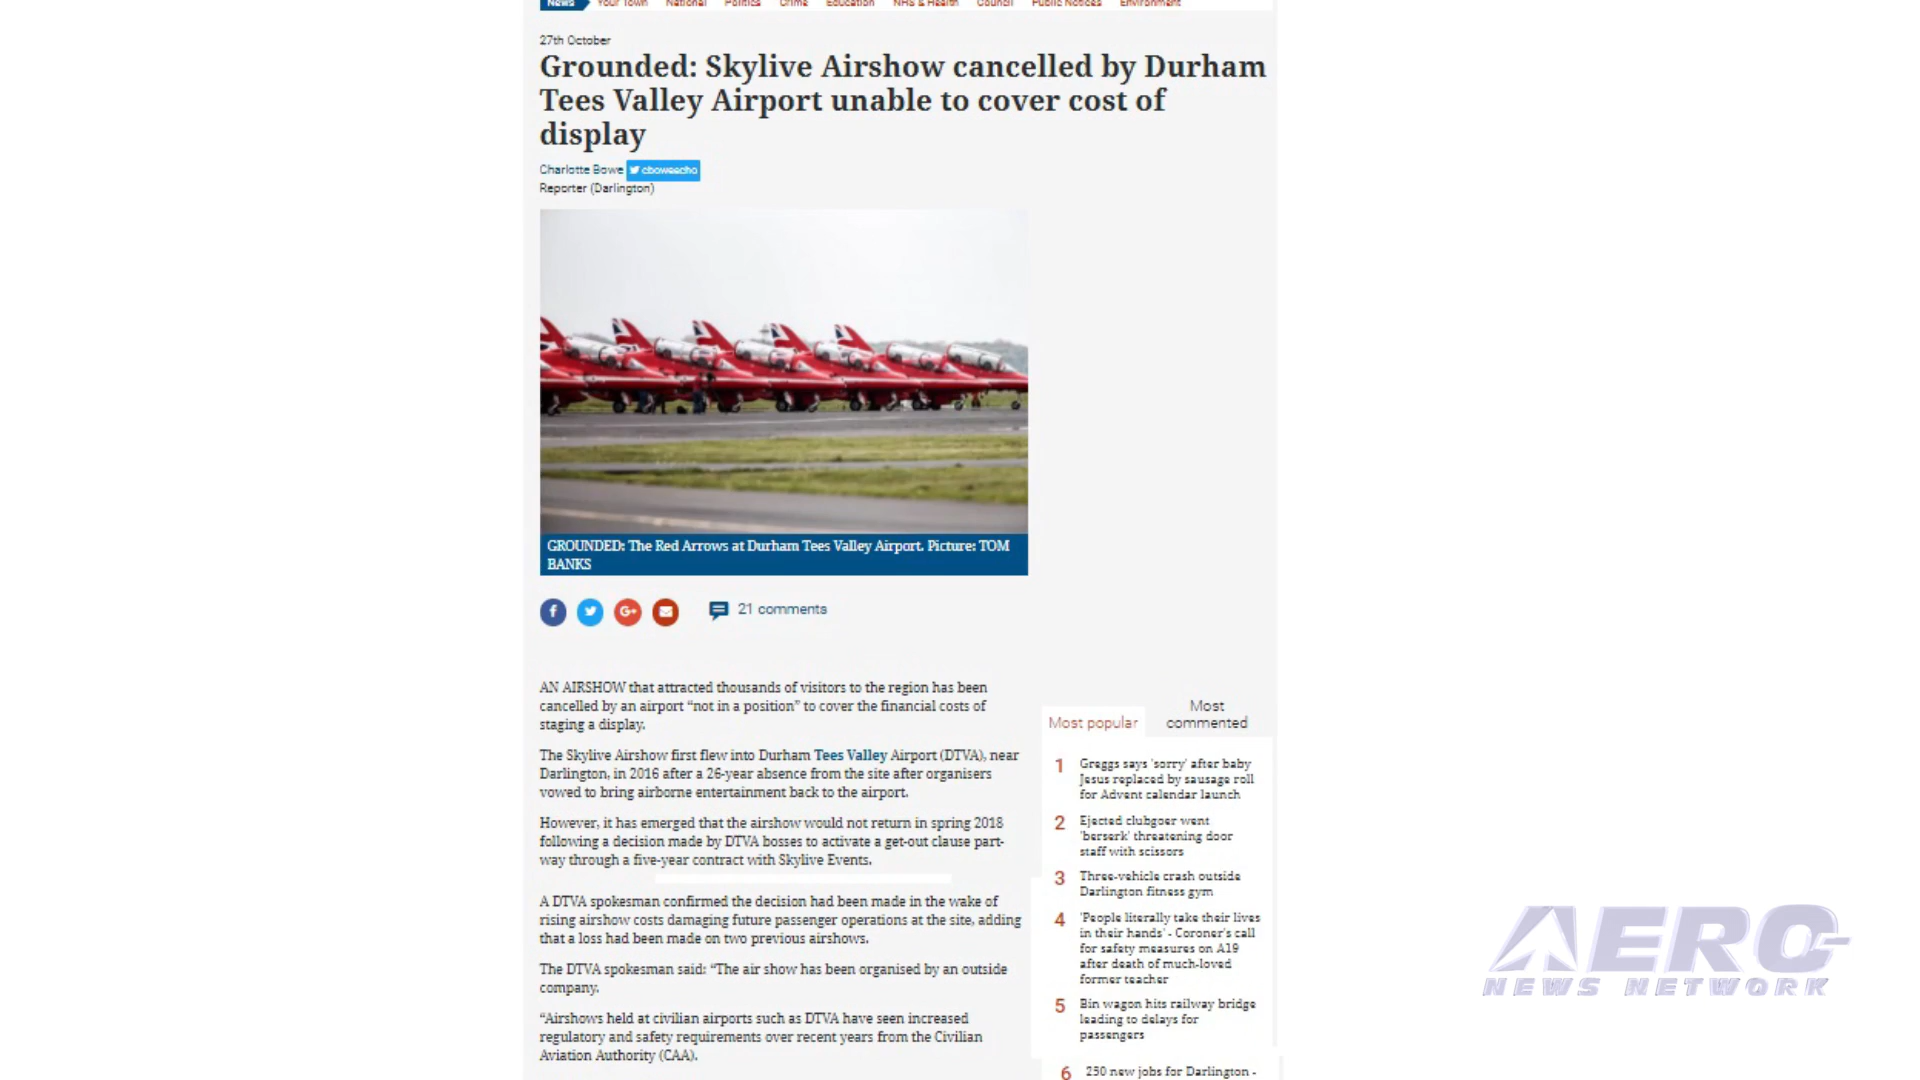 News Your Town National Politics Crime Education NHS & Health Council Public Notices Environment
27th October
Grounded: Skylive Airshow cancelled by Durham
Tees Valley Airport unable to cover cost of
display
Charlotte Bowe cboweecho
Reporter (Darlington)
GROUNDED: The Red Arrows at Durham Tees Valley Airport. Picture: TOM
BANKS
21 comments
AN AIRSHOW that attracted thousands of visitors to the region has been
cancelled by an airport “not in a position” to cover the financial costs of
staging a display.
The Skylive Airshow first flew into Durham Tees Valley Airport (DTVA), near
Darlington, in 2016 after a 26-year absence from the site after organisers
vowed to bring airborne entertainment back to the airport.
However, it has emerged that the airshow would not return in spring 2018
following a decision made by DTVA bosses to activate a get-out clause part-
way through a five-year contract with Skylive Events.
A DTVA spokesman confirmed the decision had been made in the wake of
rising airshow costs damaging future passenger operations at the site, adding
that a loss had been made on two previous airshows.
The DTVA spokesman said: “The air show has been organised by an outside
company.
“Airshows held at civilian airports such as DTVA have seen increased
regulatory and safety requirements over recent years from the Civilian
Aviation Authority (CAA).
Most popular
Most
commented
1 Greggs says 'sorry' after baby
Jesus replaced by sausage roll
for Advent calendar launch
2 Ejected clubgoer went
'berserk' threatening door
staff with scissors
3 Three-vehicle crash outside
Darlington fitness gym
4 'People literally take their lives
in their hands' - Coroner's call
for safety measures on A19
after death of much-loved
former teacher
5 Bin wagon hits railway bridge
leading to delays for
passengers
6 250 new jobs for Darlington -
AERO-
NEWS NETWORK